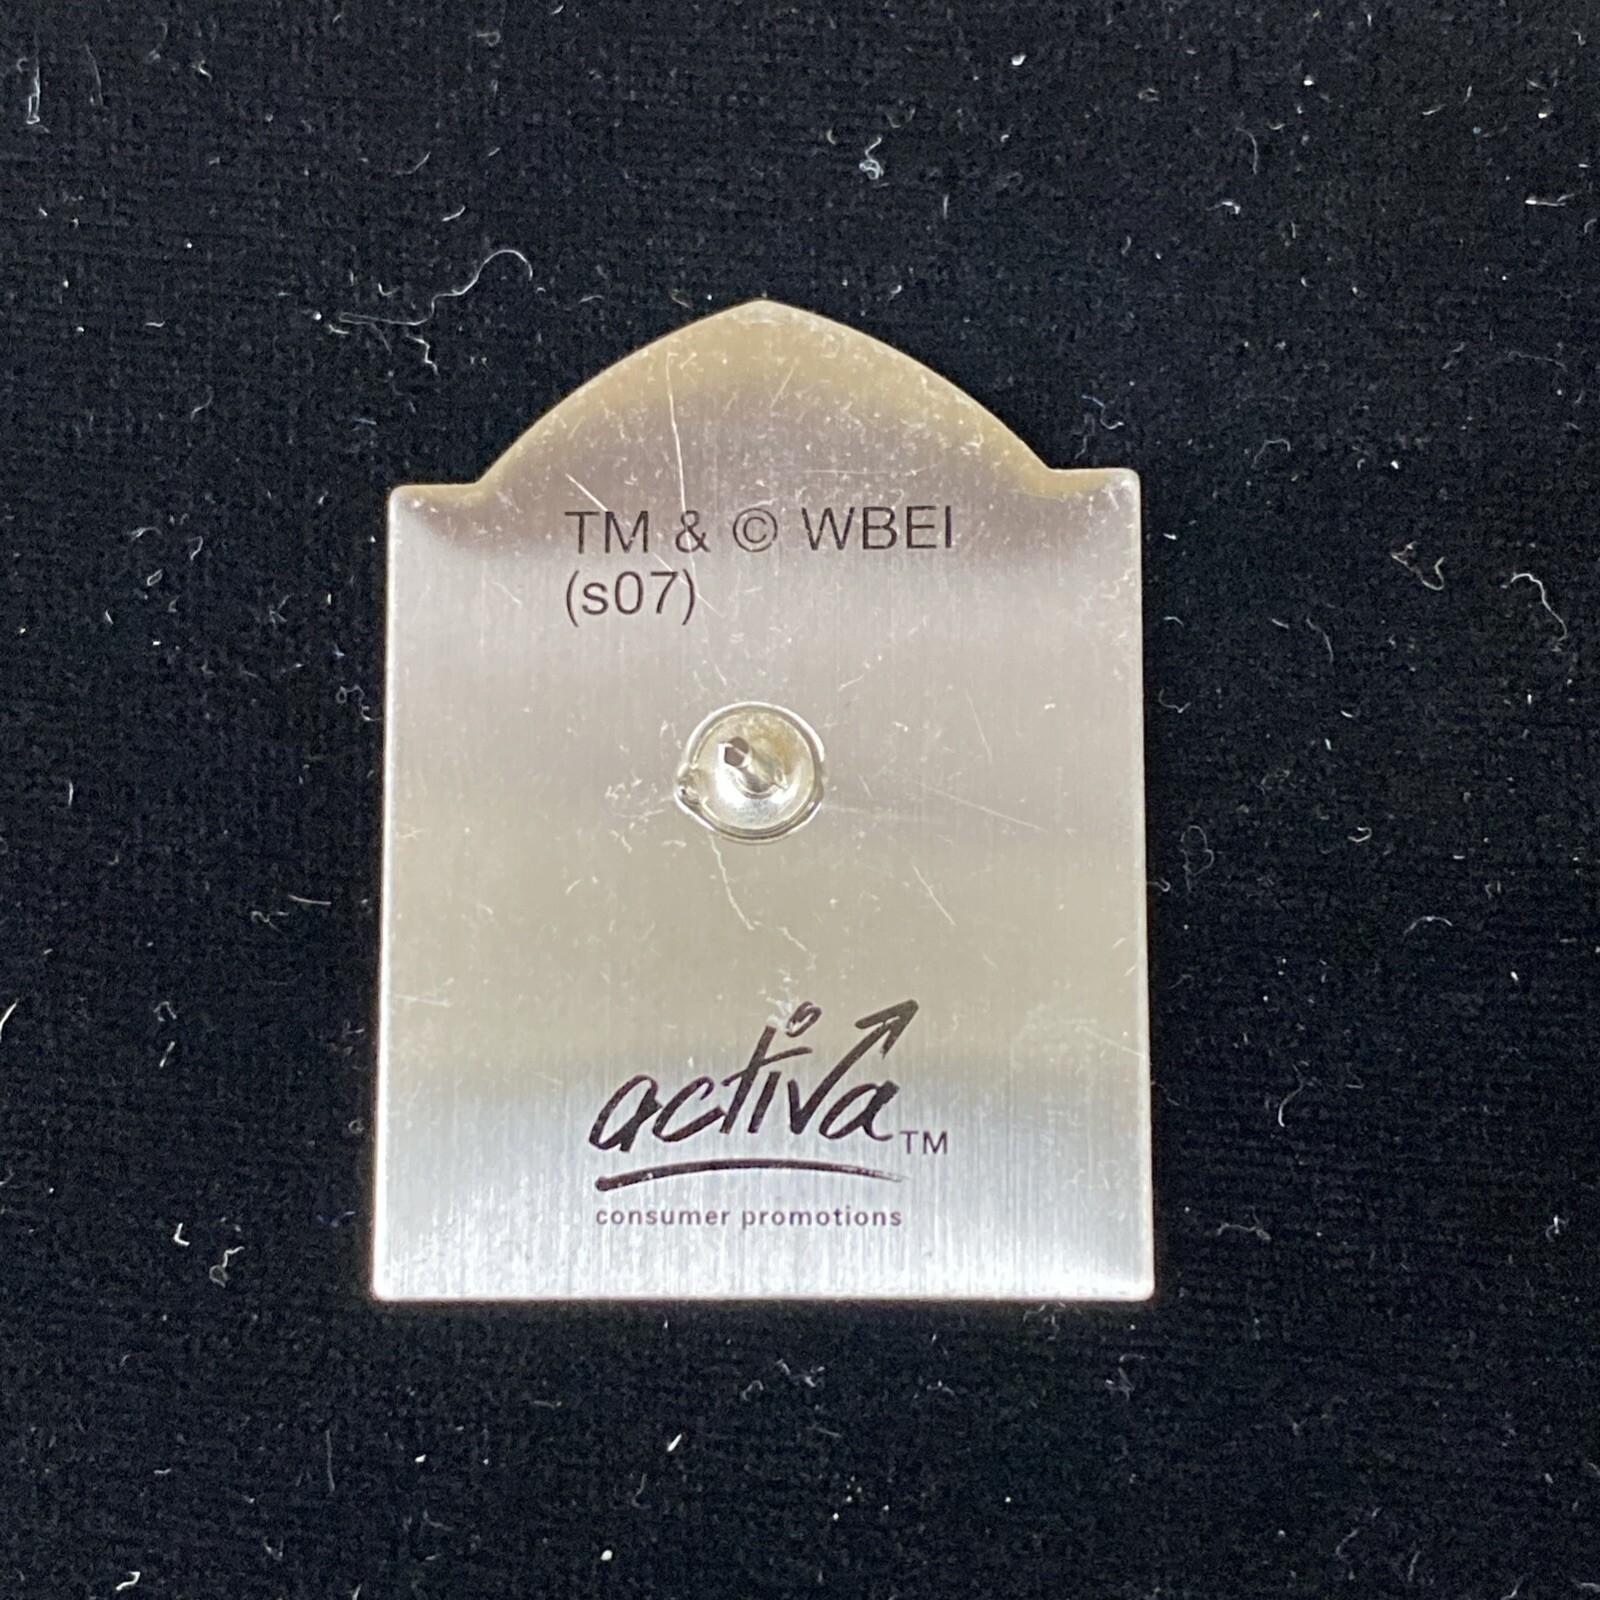 TM & © WBEI
(s07)
activa TM
consumer promotions